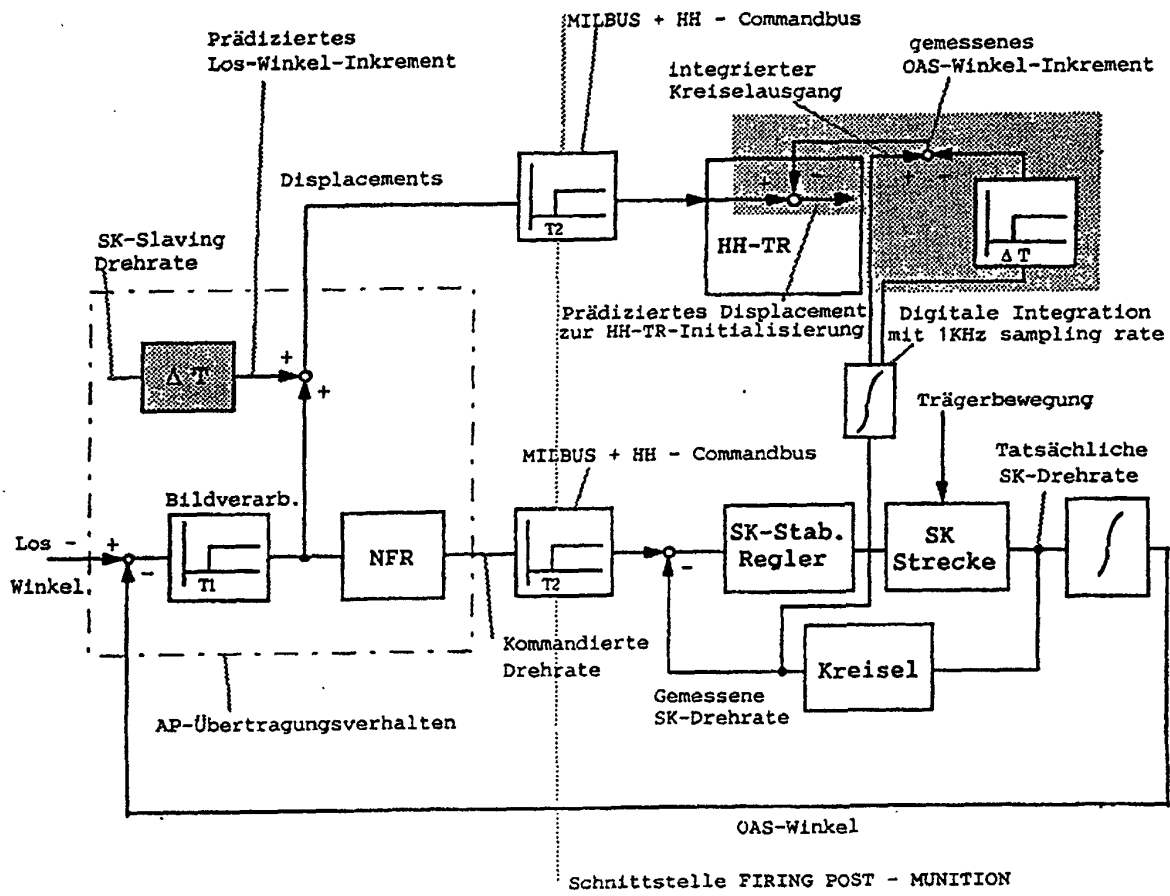 MILBUS + HH - Commandbus
Prädiziertes
Los-Winkel-Inkrement
gemessenes
OAS-Winkel-Inkrement
integrierter
Kreiselausgang
Displacements
T2
+
-
+
-
HH-TR
ΔT
SK-Slaving
Drehrate
Prädiziertes Displacement
zur HH-TR-Initialisierung
Digitale Integration
mit 1KHz sampling rate
ΔT
+
+
∫
Trägerbewegung
MILBUS + HH - Commandbus
Tatsächliche
SK-Drehrate
Bildverarb.
Los -
Winkel
+
-
T1
NFR
T2
-
SK-Stab.
Regler
SK
Strecke
∫
Kommandierte
Drehrate
Kreisel
Gemessene
SK-Drehrate
AP-Übertragungsverhalten
OAS-Winkel
Schnittstelle FIRING POST - MUNITION